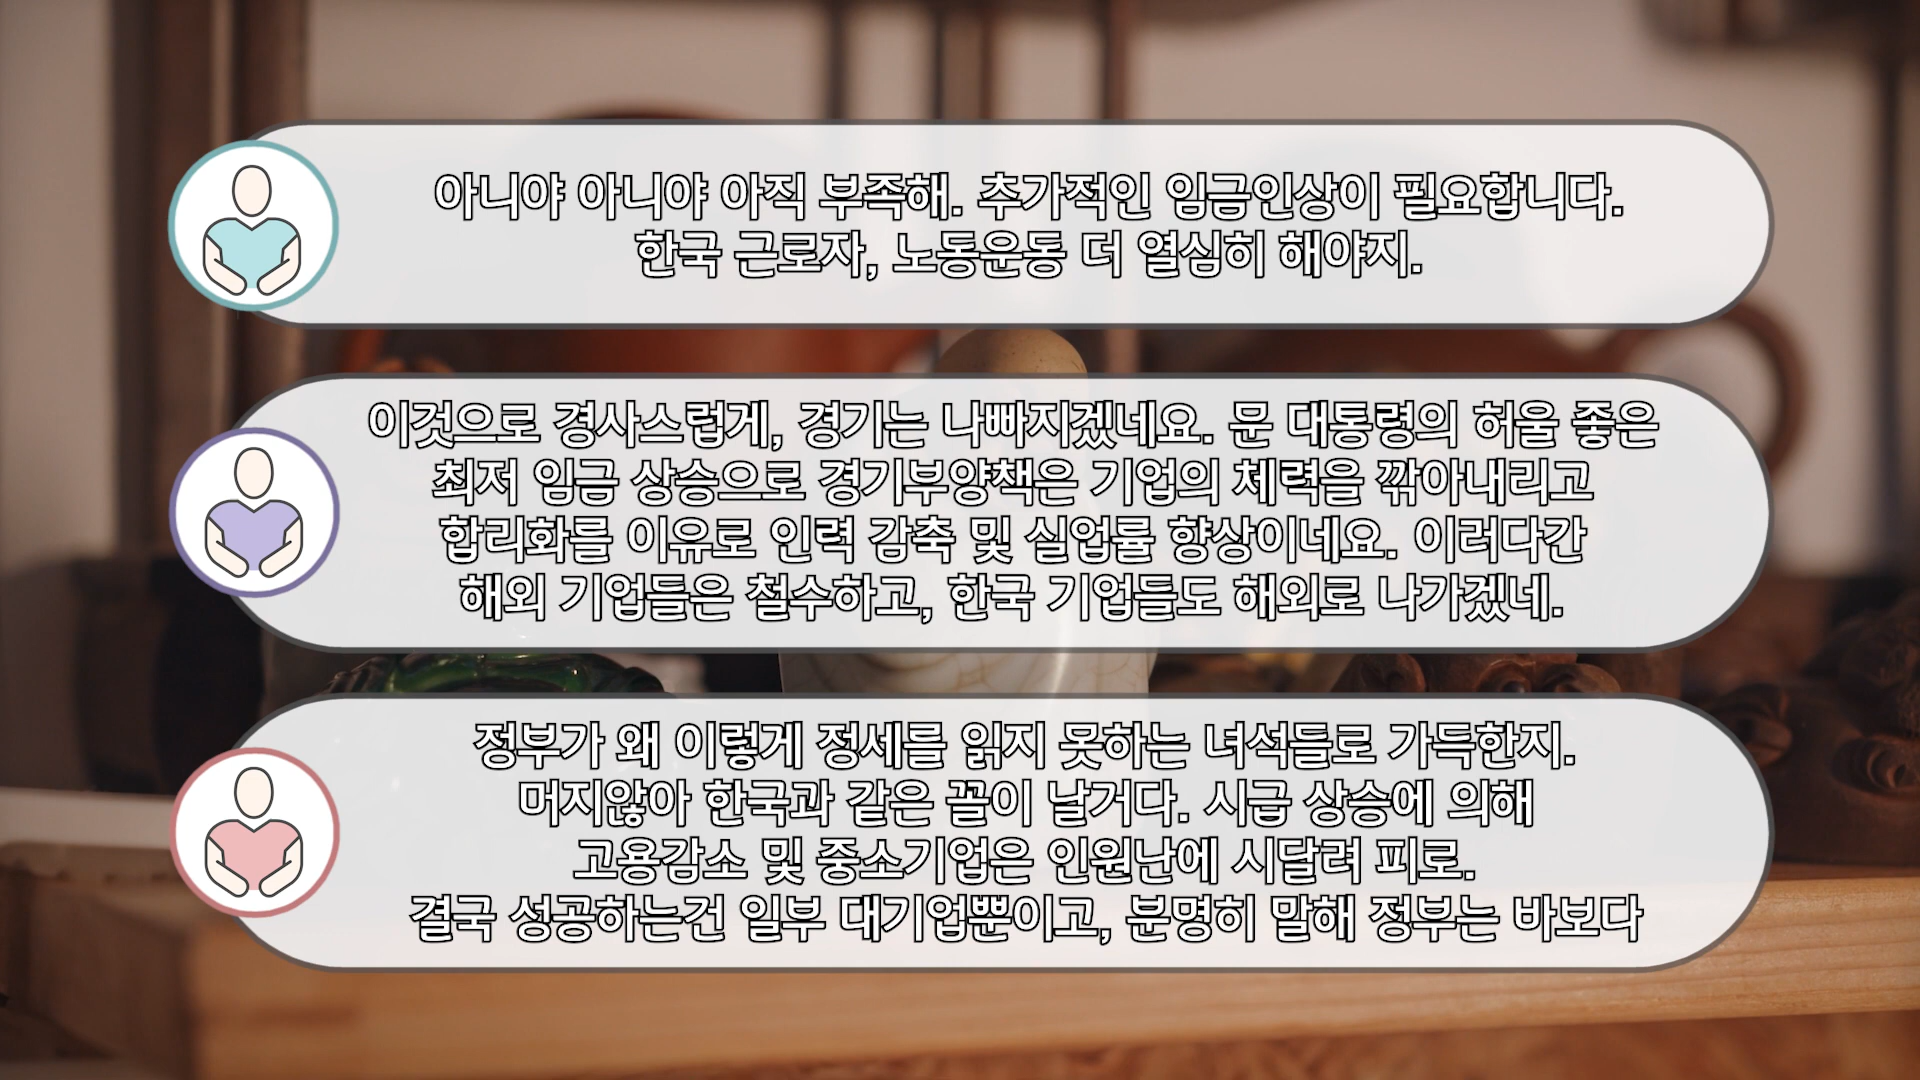 아니야 아니야 아직 부족해. 추가적인 임금인상이 필요합니다.
한국 근로자, 노동운동 더 열심히 해야지.
이것으로 경사스럽게, 경기는 나빠지겠네요. 문 대통령의 허울 좋은
최저 임금 상승으로 경기부양책은 기업의 체력을 깎아내리고
합리화를 이유로 인력 감축 및 실업률 향상이네요. 이러다간
해외 기업들은 철수하고, 한국 기업들도 해외로 나가겠네.
정부가 왜 이렇게 정세를 읽지 못하는 녀석들로 가득한지.
머지않아 한국과 같은 꼴이 날거다. 시급 상승에 의해
고용감소 및 중소기업은 인원난에 시달려 피로.
결국 성공하는건 일부 대기업뿐이고, 분명히 말해 정부는 바보다